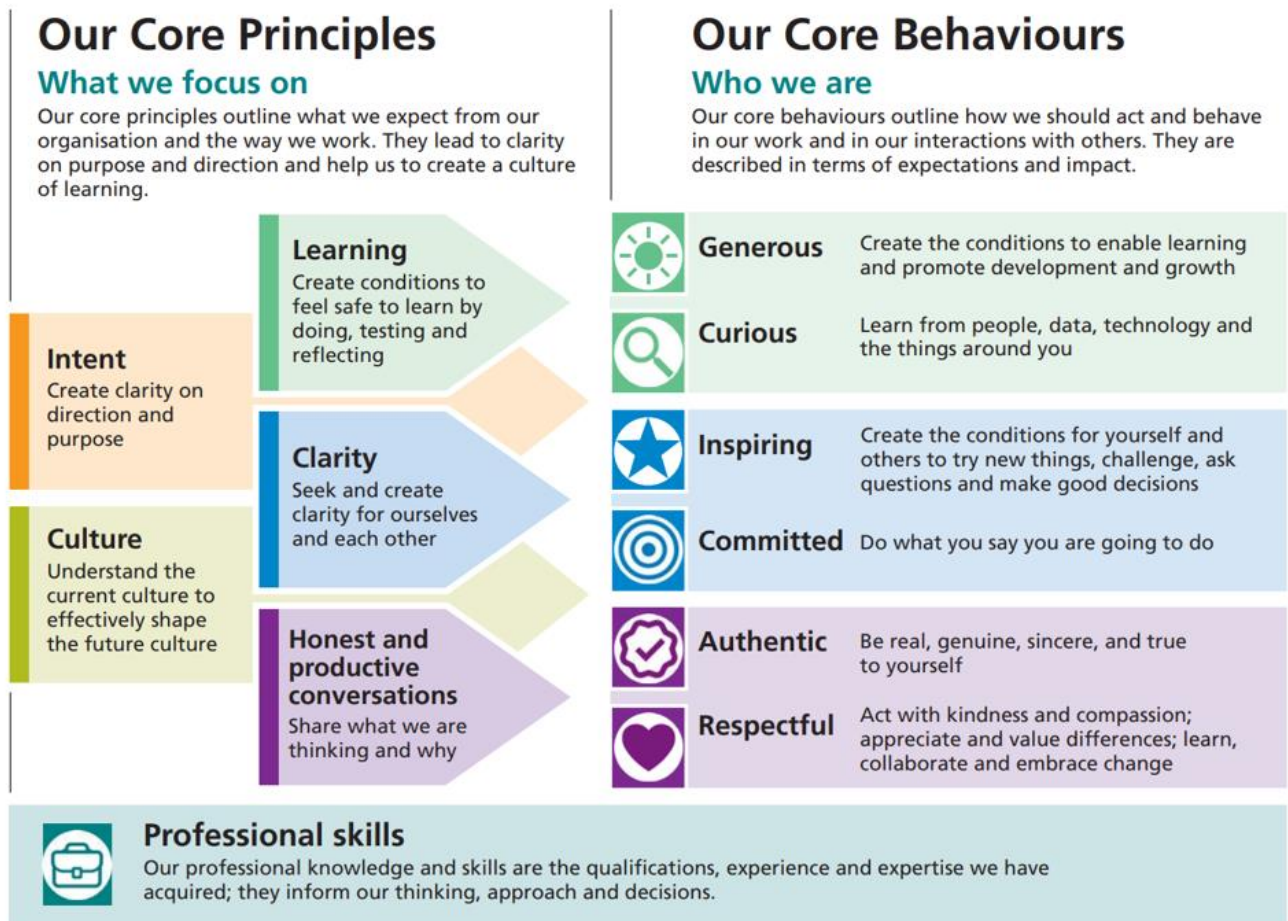 Our Core Principles
What we focus on
Our core principles outline what we expect from our
organisation and the way we work. They lead to clarity
on purpose and direction and help us to create a culture
of learning.
Intent
Create clarity on
direction and
purpose
Culture
Understand the
current culture to
effectively shape
the future culture
Learning
Create conditions to
feel safe to learn by
doing, testing and
reflecting
Clarity
Seek and create
clarity for ourselves
and each other
Honest and
productive
conversations
Share what we are
thinking and why
Our Core Behaviours
Who we are
Our core behaviours outline how we should act and behave
in our work and in our interactions with others. They are
described in terms of expectations and impact.
Generous
Create the conditions to enable learning
and promote development and growth
Curious
Learn from people, data, technology and
the things around you
Inspiring
Create the conditions for yourself and
others to try new things, challenge, ask
questions and make good decisions
Committed
Do what you say you are going to do
Authentic
Be real, genuine, sincere, and true
to yourself
Respectful
Act with kindness and compassion;
appreciate and value differences; learn,
collaborate and embrace change
Professional skills
Our professional knowledge and skills are the qualifications, experience and expertise we have
acquired; they inform our thinking, approach and decisions.